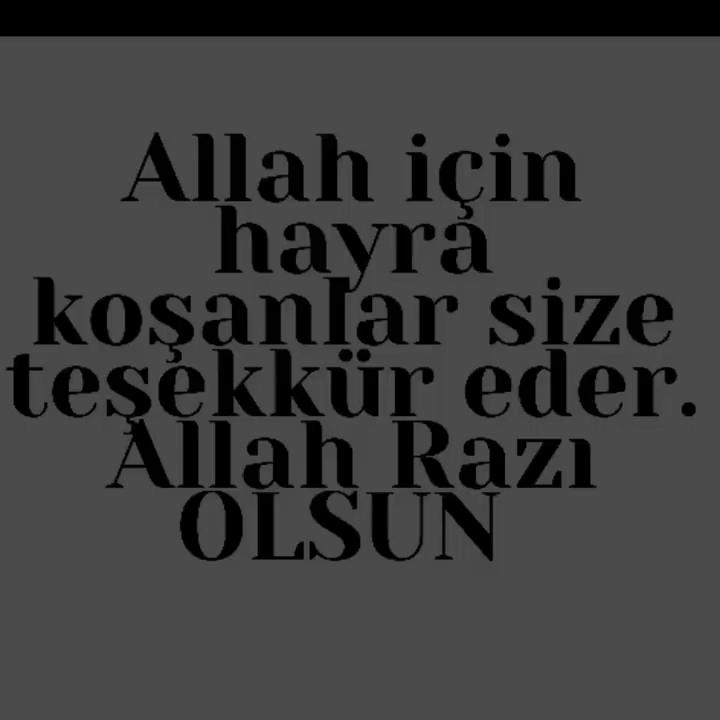 Allah için
hayra
koşanlar size
teşekkür eder.
Allah Razı
OLSUN